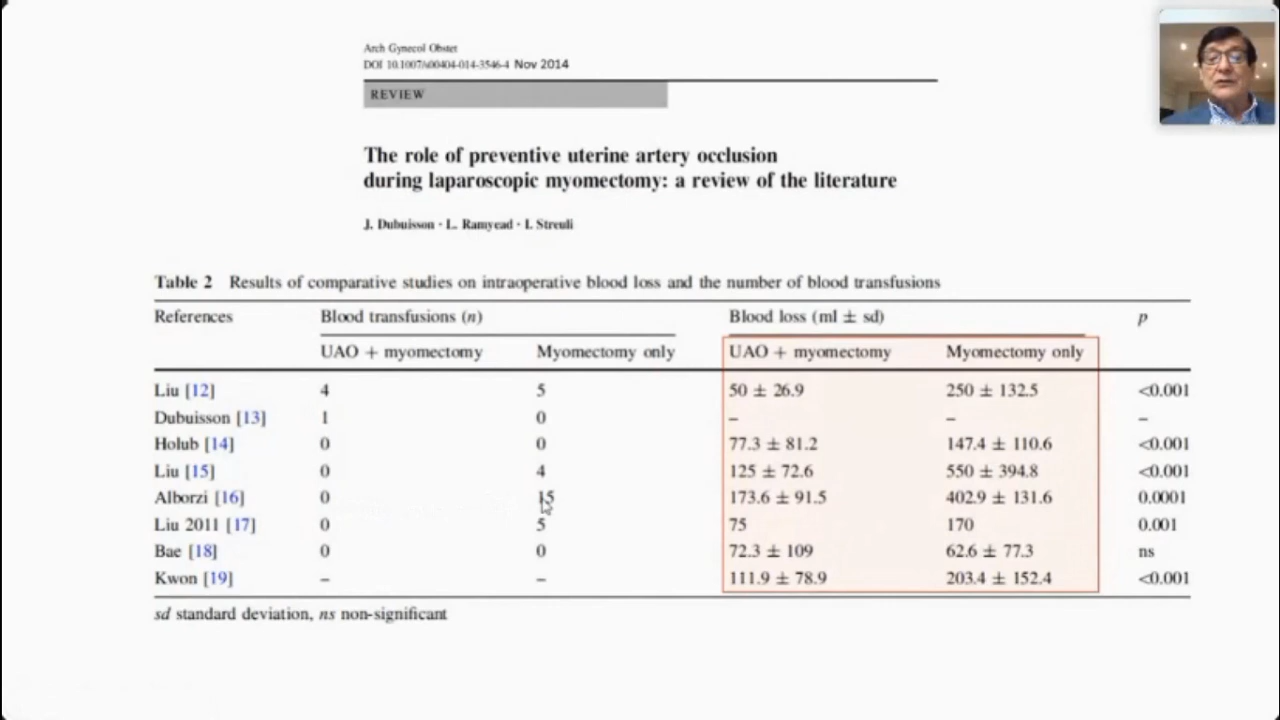 Arch Gynecol Obstet
DOI 10.1007/s00404-014-3546-4 Nov 2014
REVIEW
The role of preventive uterine artery occlusion
during laparoscopic myomectomy: a review of the literature
J. Dubuisson · L. Ramyead · I. Streuli
Table 2 Results of comparative studies on intraoperative blood loss and the number of blood transfusions
References Blood transfusions (n) Blood loss (ml ± sd) p
UAO + myomectomy Myomectomy only UAO + myomectomy Myomectomy only
Liu [12] 4 5 50 ± 26.9 250 ± 132.5 <0.001
Dubuisson [13] 1 0 – – –
Holub [14] 0 0 77.3 ± 81.2 147.4 ± 110.6 <0.001
Liu [15] 0 4 125 ± 72.6 550 ± 394.8 <0.001
Alborzi [16] 0 15 173.6 ± 91.5 402.9 ± 131.6 0.0001
Liu 2011 [17] 0 5 75 170 0.001
Bae [18] 0 0 72.3 ± 109 62.6 ± 77.3 ns
Kwon [19] – – 111.9 ± 78.9 203.4 ± 152.4 <0.001
sd standard deviation, ns non-significant